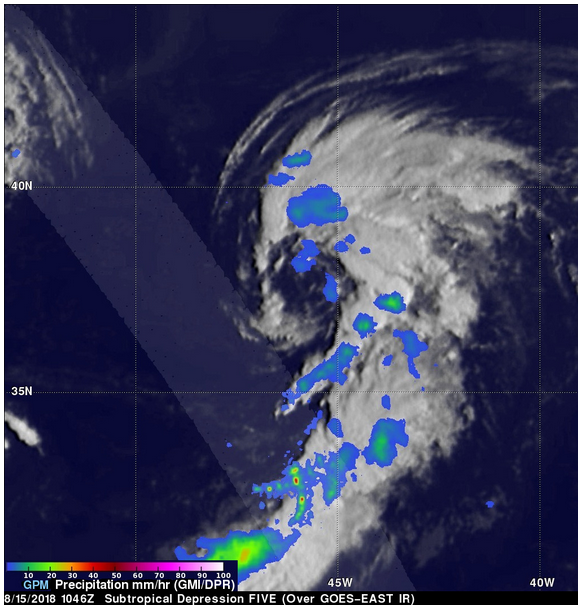 40N
35N
10 20 30 40 50 60 70 80 90 100
GPM Precipitation mm/hr (GMI/DPR)
45W
40W
8/15/2018 1046Z Subtropical Depression FIVE (Over GOES-EAST IR)